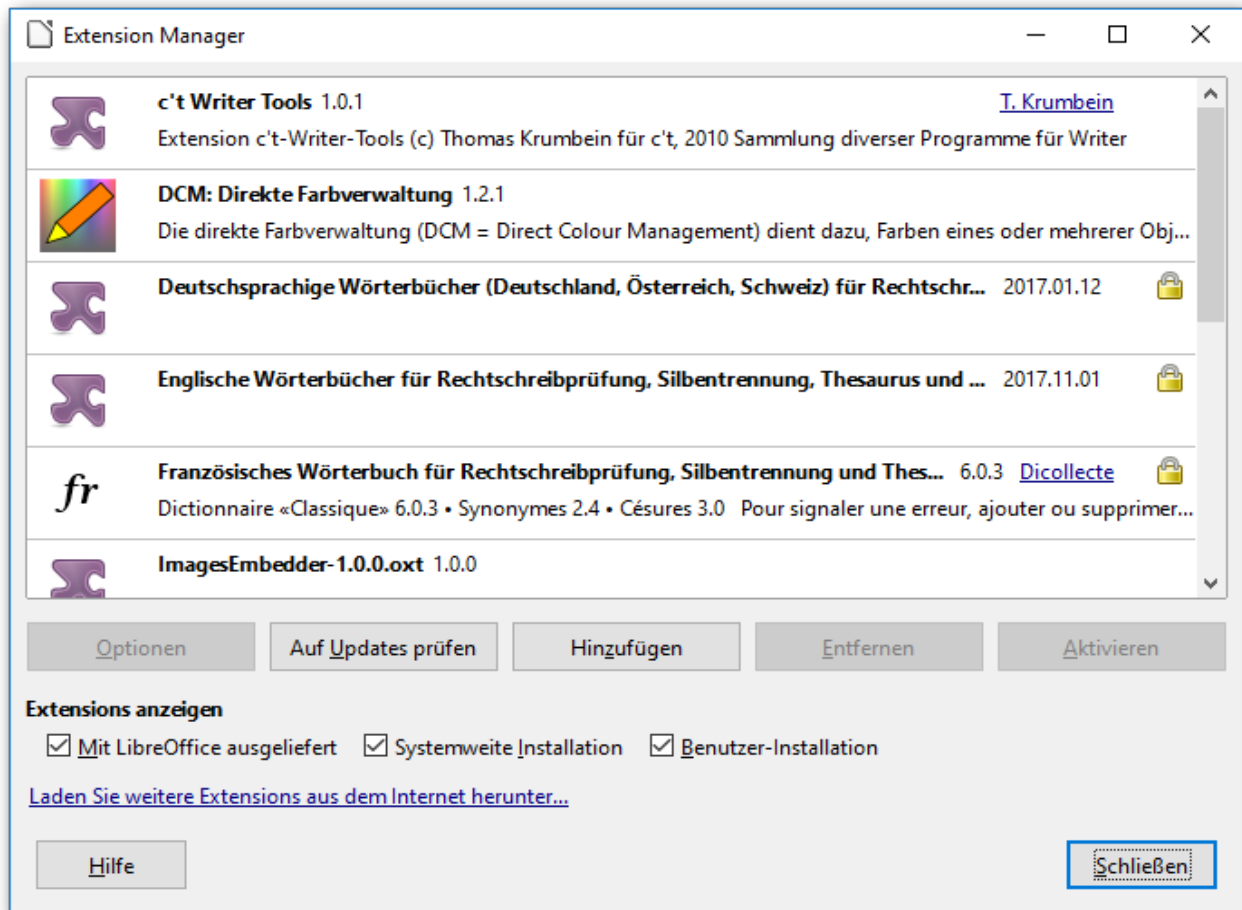 Extension Manager
c't Writer Tools 1.0.1 T. Krumbein
Extension c't-Writer-Tools (c) Thomas Krumbein für c't, 2010 Sammlung diverser Programme für Writer
DCM: Direkte Farbverwaltung 1.2.1
Die direkte Farbverwaltung (DCM = Direct Colour Management) dient dazu, Farben eines oder mehrerer Obj...
Deutschsprachige Wörterbücher (Deutschland, Österreich, Schweiz) für Rechtschr... 2017.01.12
Englische Wörterbücher für Rechtschreibprüfung, Silbentrennung, Thesaurus und ... 2017.11.01
fr
Französisches Wörterbuch für Rechtschreibprüfung, Silbentrennung und Thes... 6.0.3 Dicollecte
Dictionnaire «Classique» 6.0.3 • Synonymes 2.4 • Césures 3.0 Pour signaler une erreur, ajouter ou supprimer...
ImagesEmbedder-1.0.0.oxt 1.0.0
Optionen Auf Updates prüfen Hinzufügen Entfernen Aktivieren
Extensions anzeigen
Mit LibreOffice ausgeliefert Systemweite Installation Benutzer-Installation
Laden Sie weitere Extensions aus dem Internet herunter...
Hilfe Schließen